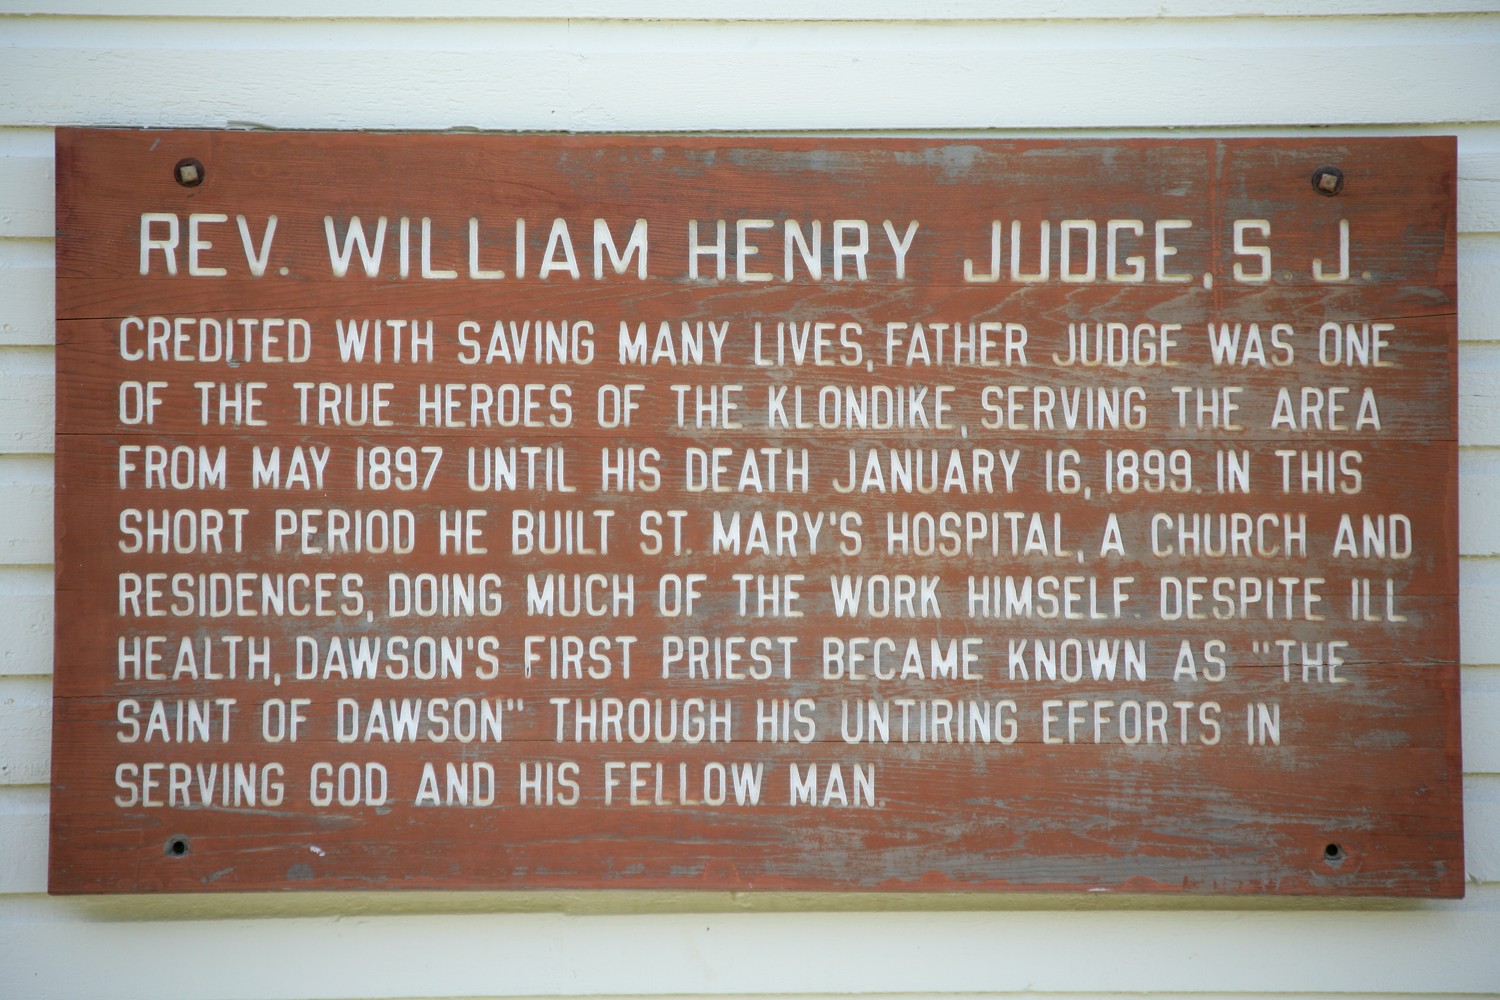 REV. WILLIAM HENRY JUDGE, S. J.
CREDITED WITH SAVING MANY LIVES, FATHER JUDGE WAS ONE
OF THE TRUE HEROES OF THE KLONDIKE, SERVING THE AREA
FROM MAY 1897 UNTIL HIS DEATH JANUARY 16, 1899. IN THIS
SHORT PERIOD HE BUILT ST. MARY'S HOSPITAL, A CHURCH AND
RESIDENCES, DOING MUCH OF THE WORK HIMSELF. DESPITE ILL
HEALTH, DAWSON'S FIRST PRIEST BECAME KNOWN AS "THE
SAINT OF DAWSON" THROUGH HIS UNTIRING EFFORTS IN
SERVING GOD AND HIS FELLOW MAN.